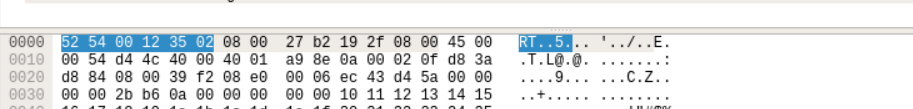 0000 52 54 00 12 35 02 08 00 27 b2 19 2f 08 00 45 00 RT..5... '../..E.
0010 00 54 d4 4c 40 00 40 01 a9 8e 0a 00 02 0f d8 3a .T.L@.@. .......:
0020 d8 84 08 00 39 f2 08 e0 00 06 ec 43 d4 5a 00 00 ....9... ...C.Z..
0030 00 00 2b b6 0a 00 00 00 00 00 10 11 12 13 14 15 ..+..... ........